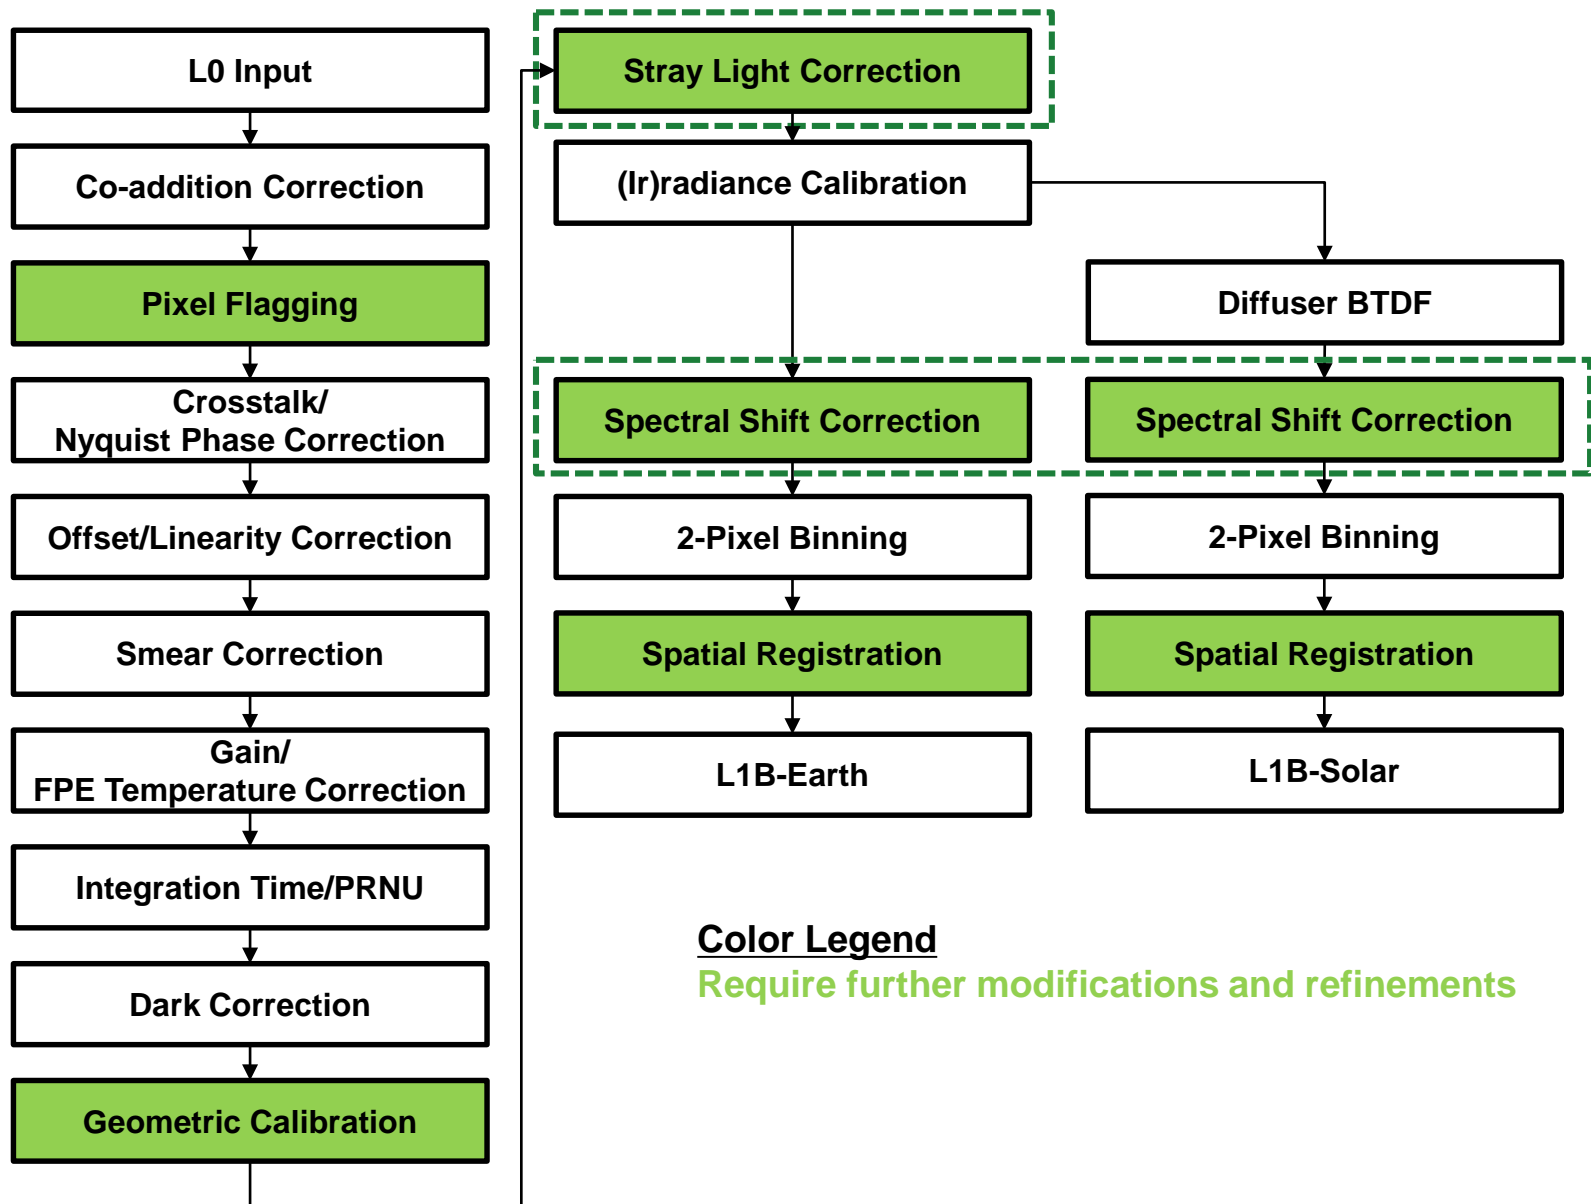 L0 Input
Co-addition Correction
Pixel Flagging
Crosstalk/
Nyquist Phase Correction
Offset/Linearity Correction
Smear Correction
Gain/
FPE Temperature Correction
Integration Time/PRNU
Dark Correction
Geometric Calibration
Stray Light Correction
(Ir)radiance Calibration
Spectral Shift Correction
2-Pixel Binning
Spatial Registration
L1B-Earth
Diffuser BTDF
Spectral Shift Correction
2-Pixel Binning
Spatial Registration
L1B-Solar
Color Legend
Require further modifications and refinements